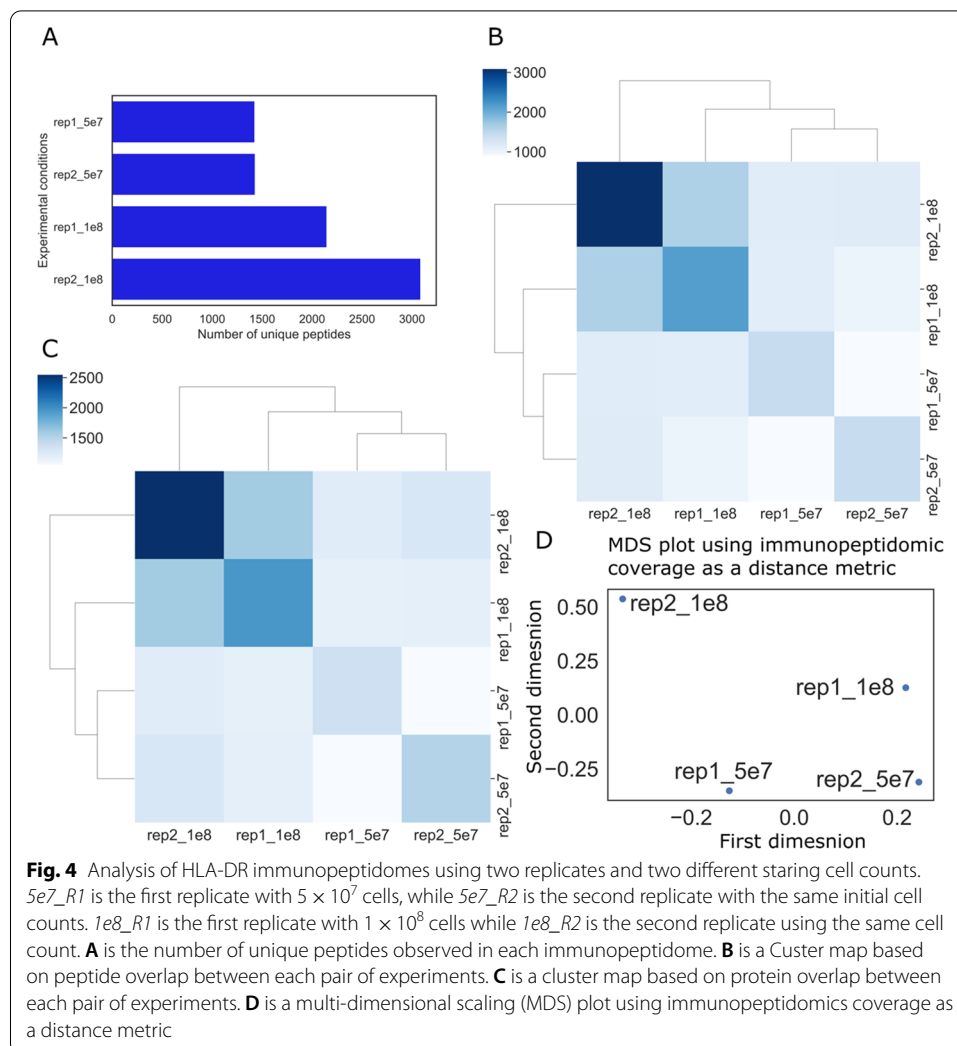 A
Experimental conditions
rep1_5e7
rep2_5e7
rep1_1e8
rep2_1e8
0 500 1000 1500 2000 2500 3000
Number of unique peptides
B
3000
2000
1000
rep2_1e8
rep1_1e8
rep1_5e7
rep2_5e7
rep2_1e8 rep1_1e8 rep1_5e7 rep2_5e7
C
2500
2000
1500
rep2_1e8
rep1_1e8
rep1_5e7
rep2_5e7
rep2_1e8 rep1_1e8 rep1_5e7 rep2_5e7
D
MDS plot using immunopeptidomic
coverage as a distance metric
Second dimesnion
0.50
0.25
0.00
−0.25
rep2_1e8
rep1_1e8
rep1_5e7
rep2_5e7
−0.2 0.0 0.2
First dimesnion
Fig. 4 Analysis of HLA-DR immunopeptidomes using two replicates and two different staring cell counts.
5e7_R1 is the first replicate with 5 × 10⁷ cells, while 5e7_R2 is the second replicate with the same initial cell
counts. 1e8_R1 is the first replicate with 1 × 10⁸ cells while 1e8_R2 is the second replicate using the same cell
count. A is the number of unique peptides observed in each immunopeptidome. B is a Custer map based
on peptide overlap between each pair of experiments. C is a cluster map based on protein overlap between
each pair of experiments. D is a multi-dimensional scaling (MDS) plot using immunopeptidomics coverage as
a distance metric